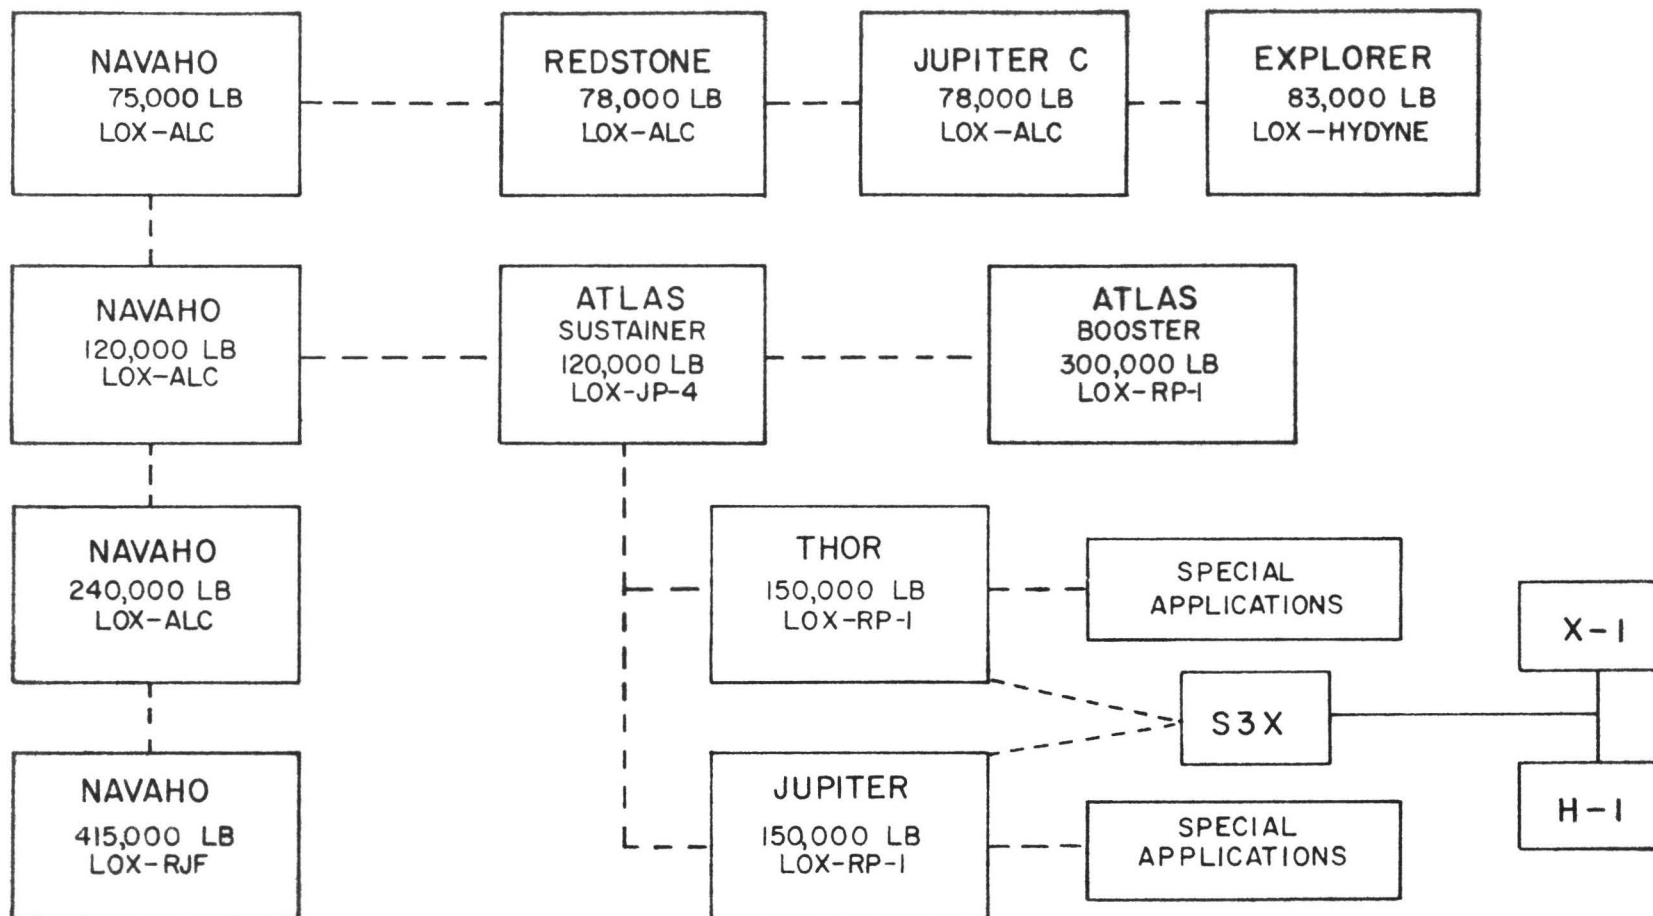 NAVAHO
75,000 LB
LOX-ALC
REDSTONE
78,000 LB
LOX-ALC
JUPITER C
78,000 LB
LOX-ALC
EXPLORER
83,000 LB
LOX-HYDYNE
NAVAHO
120,000 LB
LOX-ALC
ATLAS
SUSTAINER
120,000 LB
LOX-JP-4
ATLAS
BOOSTER
300,000 LB
LOX-RP-1
NAVAHO
240,000 LB
LOX-ALC
THOR
150,000 LB
LOX-RP-1
SPECIAL
APPLICATIONS
X-1
S3X
H-1
NAVAHO
415,000 LB
LOX-RJF
JUPITER
150,000 LB
LOX-RP-1
SPECIAL
APPLICATIONS